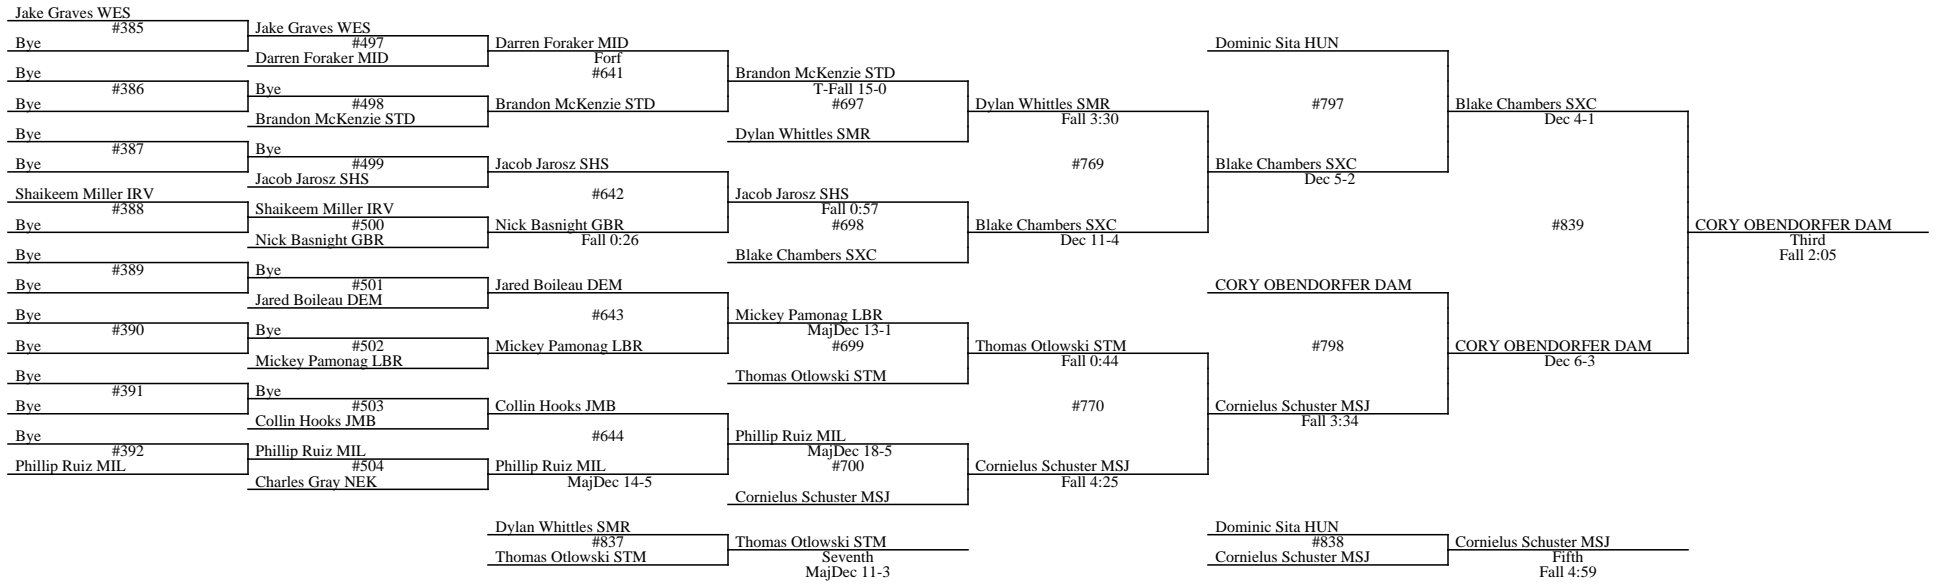 Jake Graves WES
#385
Bye
Bye
#386
Bye
Bye
#387
Bye
Shaikeem Miller IRV
#388
Bye
Bye
#389
Bye
Bye
#390
Bye
Bye
#391
Bye
Bye
#392
Phillip Ruiz MIL
Jake Graves WES
#497
Darren Foraker MID
Bye
#498
Brandon McKenzie STD
Bye
#499
Jacob Jarosz SHS
Shaikeem Miller IRV
#500
Nick Basnight GBR
Bye
#501
Jared Boileau DEM
Bye
#502
Mickey Pamonag LBR
Bye
#503
Collin Hooks JMB
Phillip Ruiz MIL
#504
Charles Gray NEK
Darren Foraker MID
Forf
#641
Brandon McKenzie STD
Jacob Jarosz SHS
#642
Nick Basnight GBR
Fall 0:26
Jared Boileau DEM
#643
Mickey Pamonag LBR
Collin Hooks JMB
#644
Phillip Ruiz MIL
MajDec 14-5
Brandon McKenzie STD
T-Fall 15-0
#697
Dylan Whittles SMR
Jacob Jarosz SHS
Fall 0:57
#698
Blake Chambers SXC
Mickey Pamonag LBR
MajDec 13-1
#699
Thomas Otlowski STM
Phillip Ruiz MIL
MajDec 18-5
#700
Cornielus Schuster MSJ
Dylan Whittles SMR
Fall 3:30
#769
Blake Chambers SXC
Dec 11-4
Thomas Otlowski STM
Fall 0:44
#770
Cornielus Schuster MSJ
Fall 4:25
Dominic Sita HUN
#797
Blake Chambers SXC
Dec 5-2
CORY OBENDORFER DAM
#798
Cornielus Schuster MSJ
Fall 3:34
Blake Chambers SXC
Dec 4-1
#839
CORY OBENDORFER DAM
Dec 6-3
CORY OBENDORFER DAM
Third
Fall 2:05
Dylan Whittles SMR
#837
Thomas Otlowski STM
Thomas Otlowski STM
Seventh
MajDec 11-3
Dominic Sita HUN
#838
Cornielus Schuster MSJ
Cornielus Schuster MSJ
Fifth
Fall 4:59